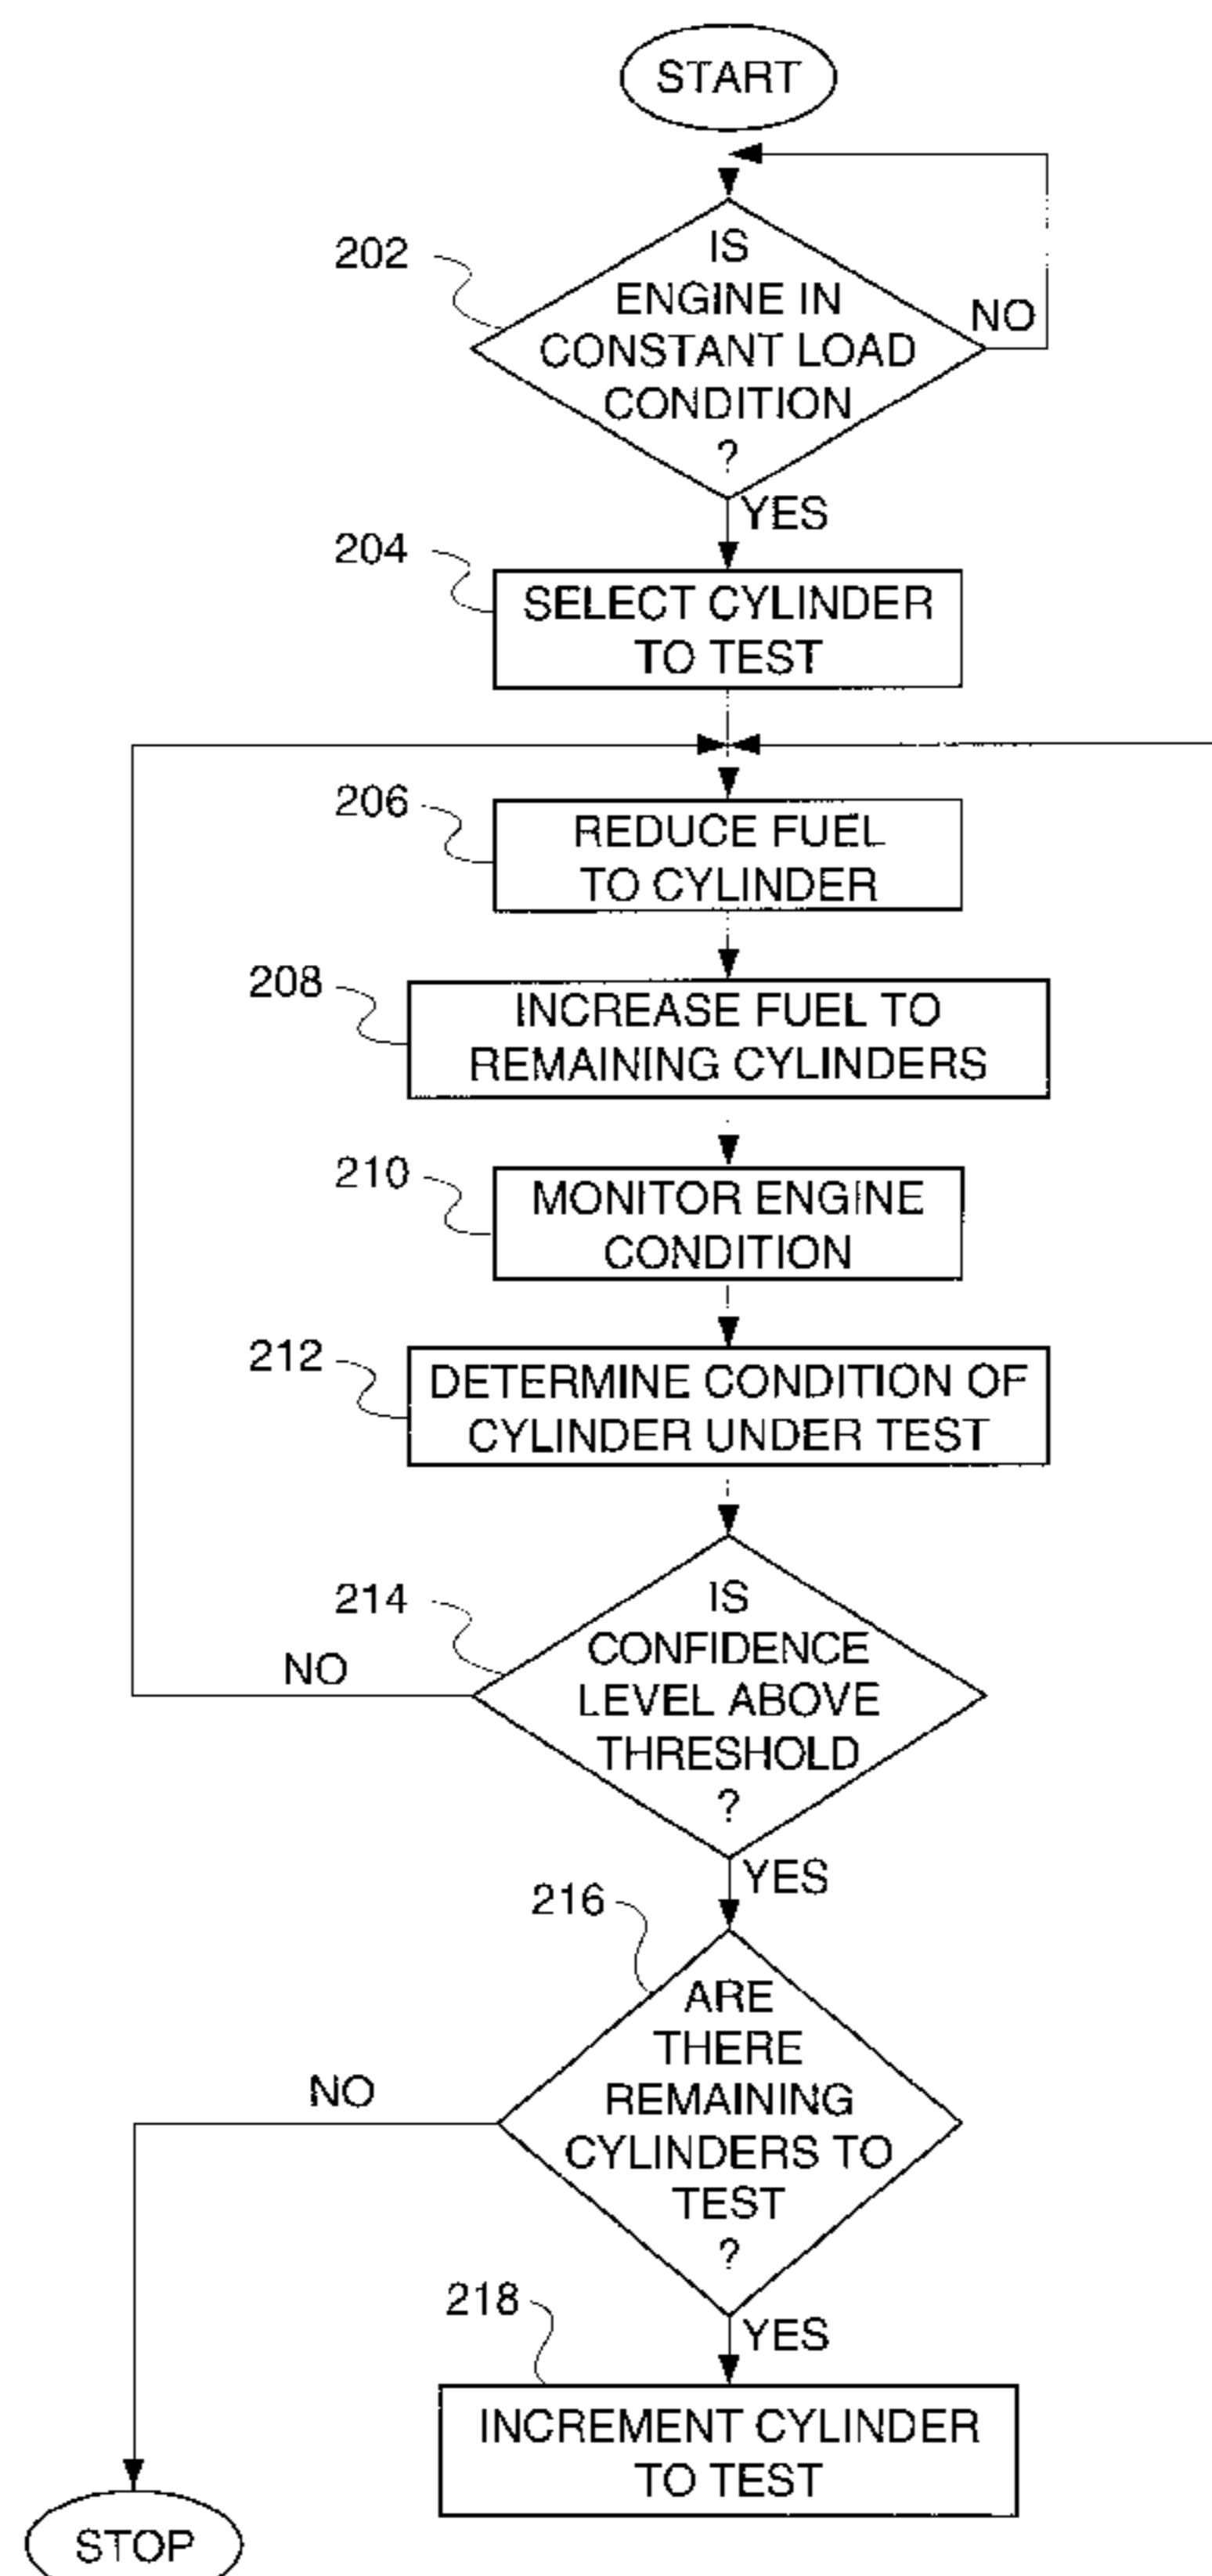 START
202
IS
ENGINE IN
CONSTANT LOAD
CONDITION
?
NO
YES
204
SELECT CYLINDER
TO TEST
206
REDUCE FUEL
TO CYLINDER
208
INCREASE FUEL TO
REMAINING CYLINDERS
210
MONITOR ENGINE
CONDITION
212
DETERMINE CONDITION OF
CYLINDER UNDER TEST
214
IS
CONFIDENCE
LEVEL ABOVE
THRESHOLD
?
NO
YES
216
ARE
THERE
REMAINING
CYLINDERS TO
TEST
?
NO
YES
218
INCREMENT CYLINDER
TO TEST
STOP